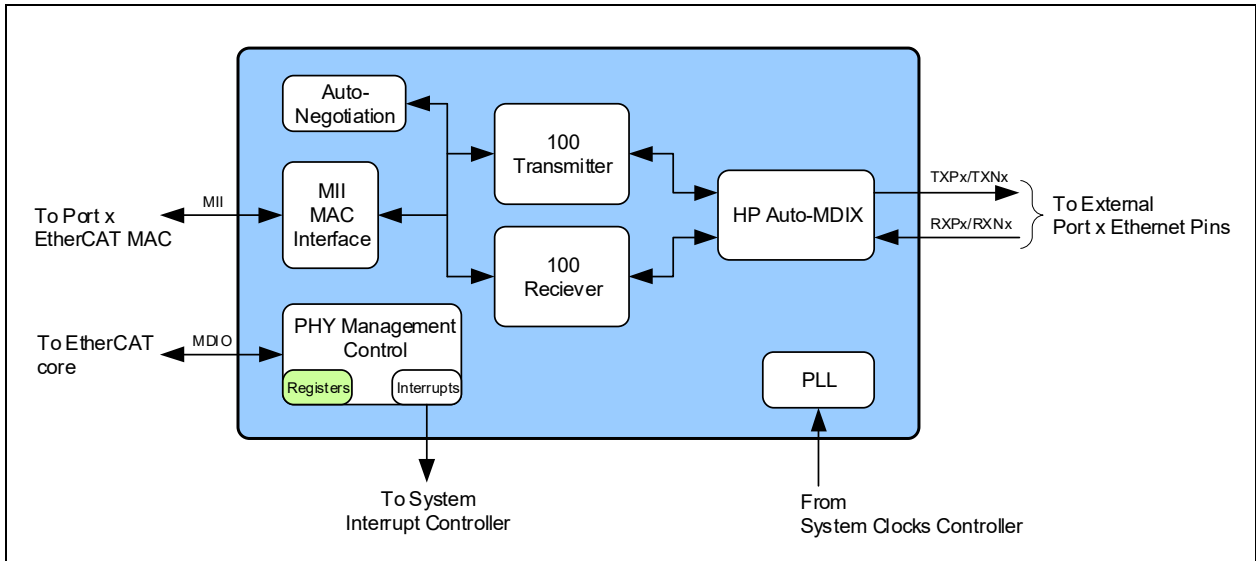 Auto-
Negotiation
100
Transmitter
MII
MAC
Interface
MII
To Port x
EtherCAT MAC
HP Auto-MDIX
TXPx/TXNx
RXPx/RXNx
To External
Port x Ethernet Pins
100
Reciever
PHY Management
Control
Registers
Interrupts
MDIO
To EtherCAT
core
PLL
To System
Interrupt Controller
From
System Clocks Controller